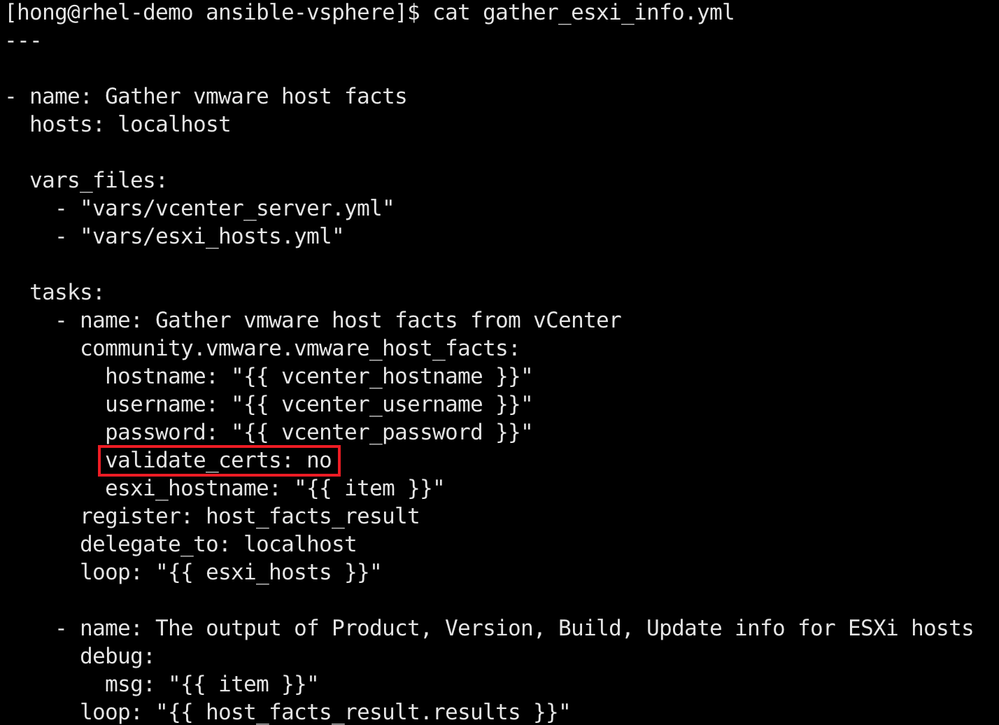 [hong@rhel-demo ansible-vsphere]$ cat gather_esxi_info.yml
---
- name: Gather vmware host facts
  hosts: localhost
  vars_files:
    - "vars/vcenter_server.yml"
    - "vars/esxi_hosts.yml"
  tasks:
    - name: Gather vmware host facts from vCenter
      community.vmware.vmware_host_facts:
        hostname: "{{ vcenter_hostname }}"
        username: "{{ vcenter_username }}"
        password: "{{ vcenter_password }}"
        validate_certs: no
        esxi_hostname: "{{ item }}"
      register: host_facts_result
      delegate_to: localhost
      loop: "{{ esxi_hosts }}"
    - name: The output of Product, Version, Build, Update info for ESXi hosts
      debug:
        msg: "{{ item }}"
      loop: "{{ host_facts_result.results }}"